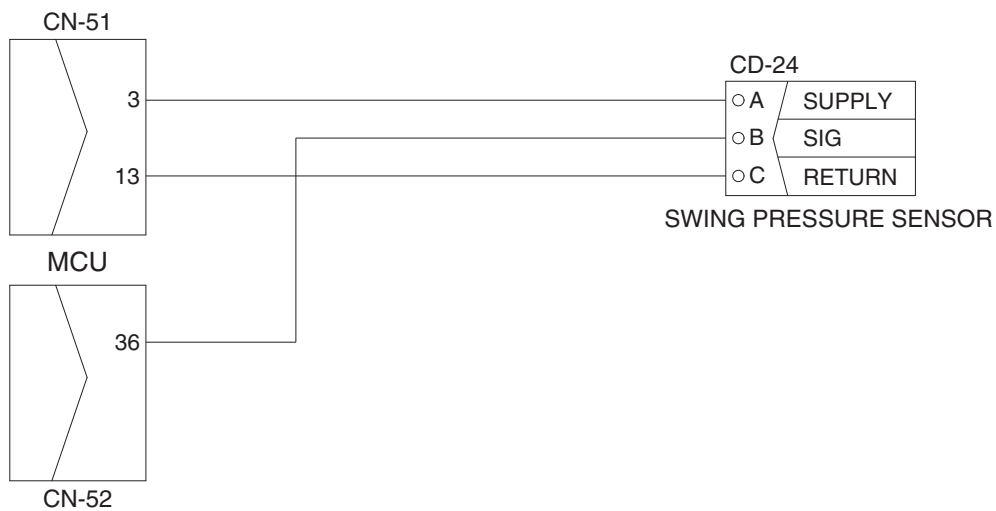 CN-51
CD-24
3
A SUPPLY
B SIG
13
C RETURN
SWING PRESSURE SENSOR
MCU
36
CN-52